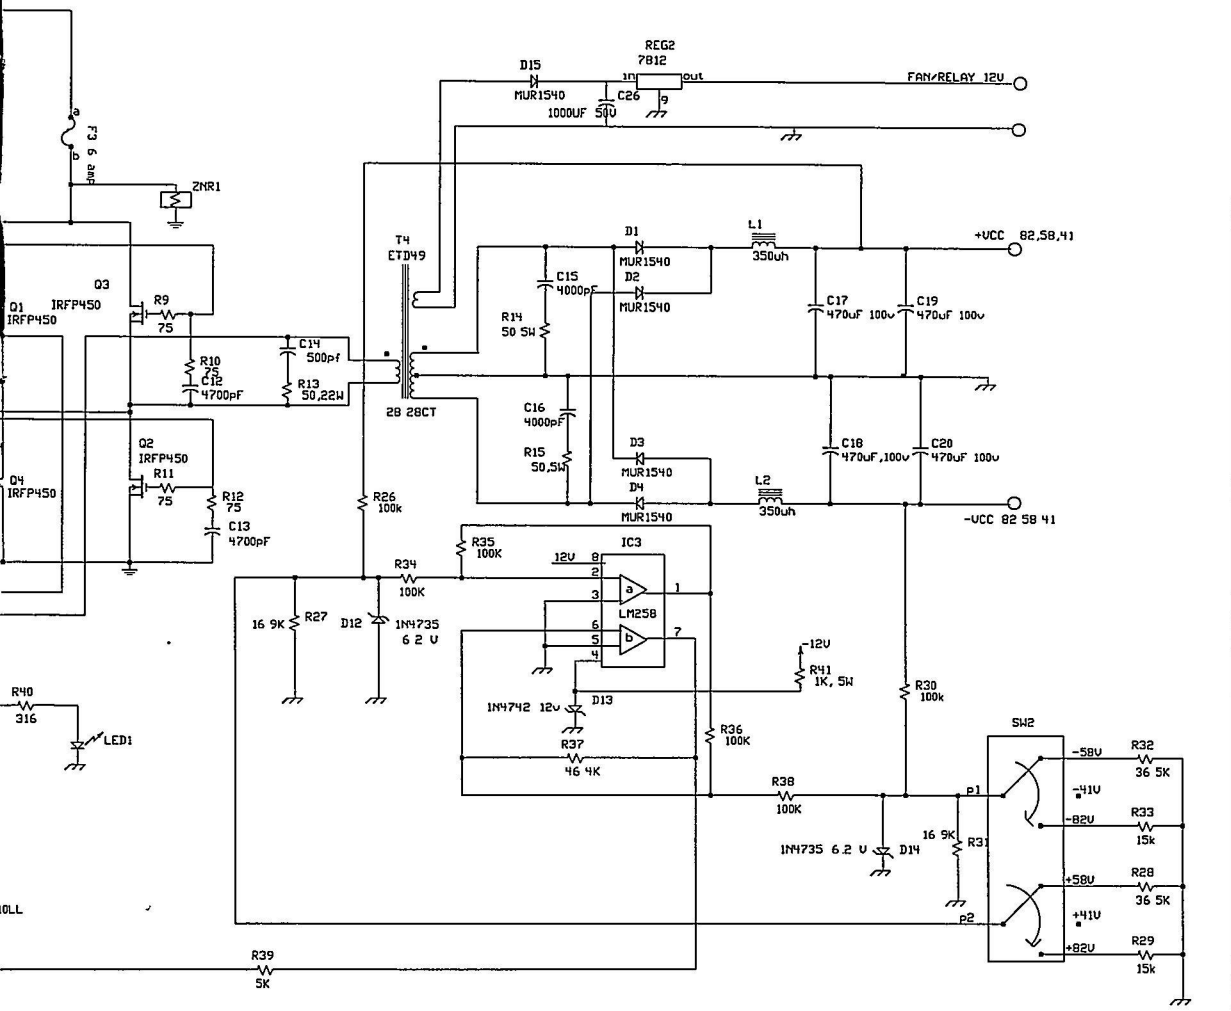 REG2
7812
D15
in
out
MUR1540
C26
1000UF 50V
9
FAN/RELAY 12V
a
F3 6 amp
b
ZNR1
T4
ETD49
D1
MUR1540
D2
MUR1540
L1
350uh
+VCC 82,58,41
C15
4000pF
Q3
IRFP450
Q1
IRFP450
R9
75
R14
50 5W
C17
470uF 100v
C19
470uF 100v
C14
500pf
R10
75
C12
4700pF
R13
50,22W
28 28CT
C16
4000pF
R15
50,5W
Q2
IRFP450
R11
75
Q4
IRFP450
R12
75
C13
4700pF
D3
MUR1540
D4
MUR1540
C18
470uF,100v
C20
470uF 100v
L2
350uh
-VCC 82 58 41
R26
100k
R35
100K
IC3
12V
8
R34
100K
2
a
1
3
LM258
16 9K
R27
D12
1N4735
6 2 V
6
5
b
7
4
-12V
R41
1K, 5W
1N4742 12v
D13
R30
100k
R40
316
LED1
R36
100K
R37
46 4K
SW2
-58V
R32
36 5K
R38
100K
p1
-41V
-82V
R33
15k
16 9K
R31
1N4735 6.2 V
D14
+58V
R28
36 5K
OLL
p2
+41V
+82V
R29
15k
R39
5K